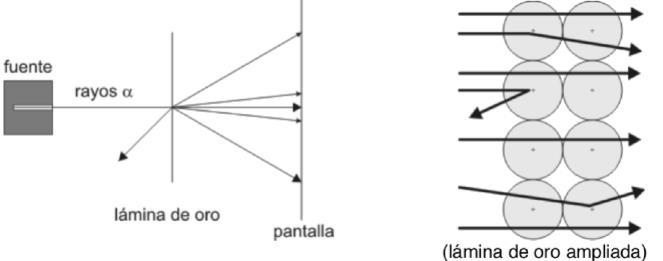 fuente
rayos α
lámina de oro
pantalla
(lámina de oro ampliada)